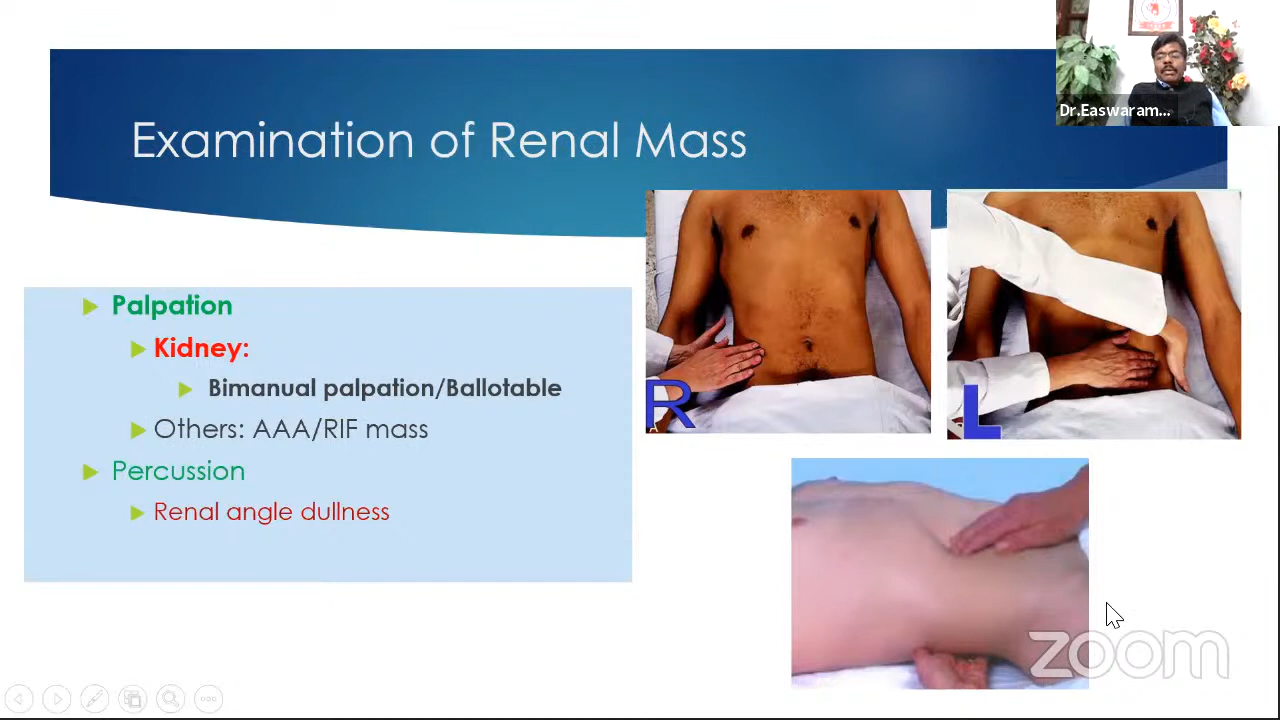 Dr.Easwaram...
Examination of Renal Mass
Palpation
Kidney:
Bimanual palpation/Ballotable
Others: AAA/RIF mass
Percussion
Renal angle dullness
R
A
L
zoom